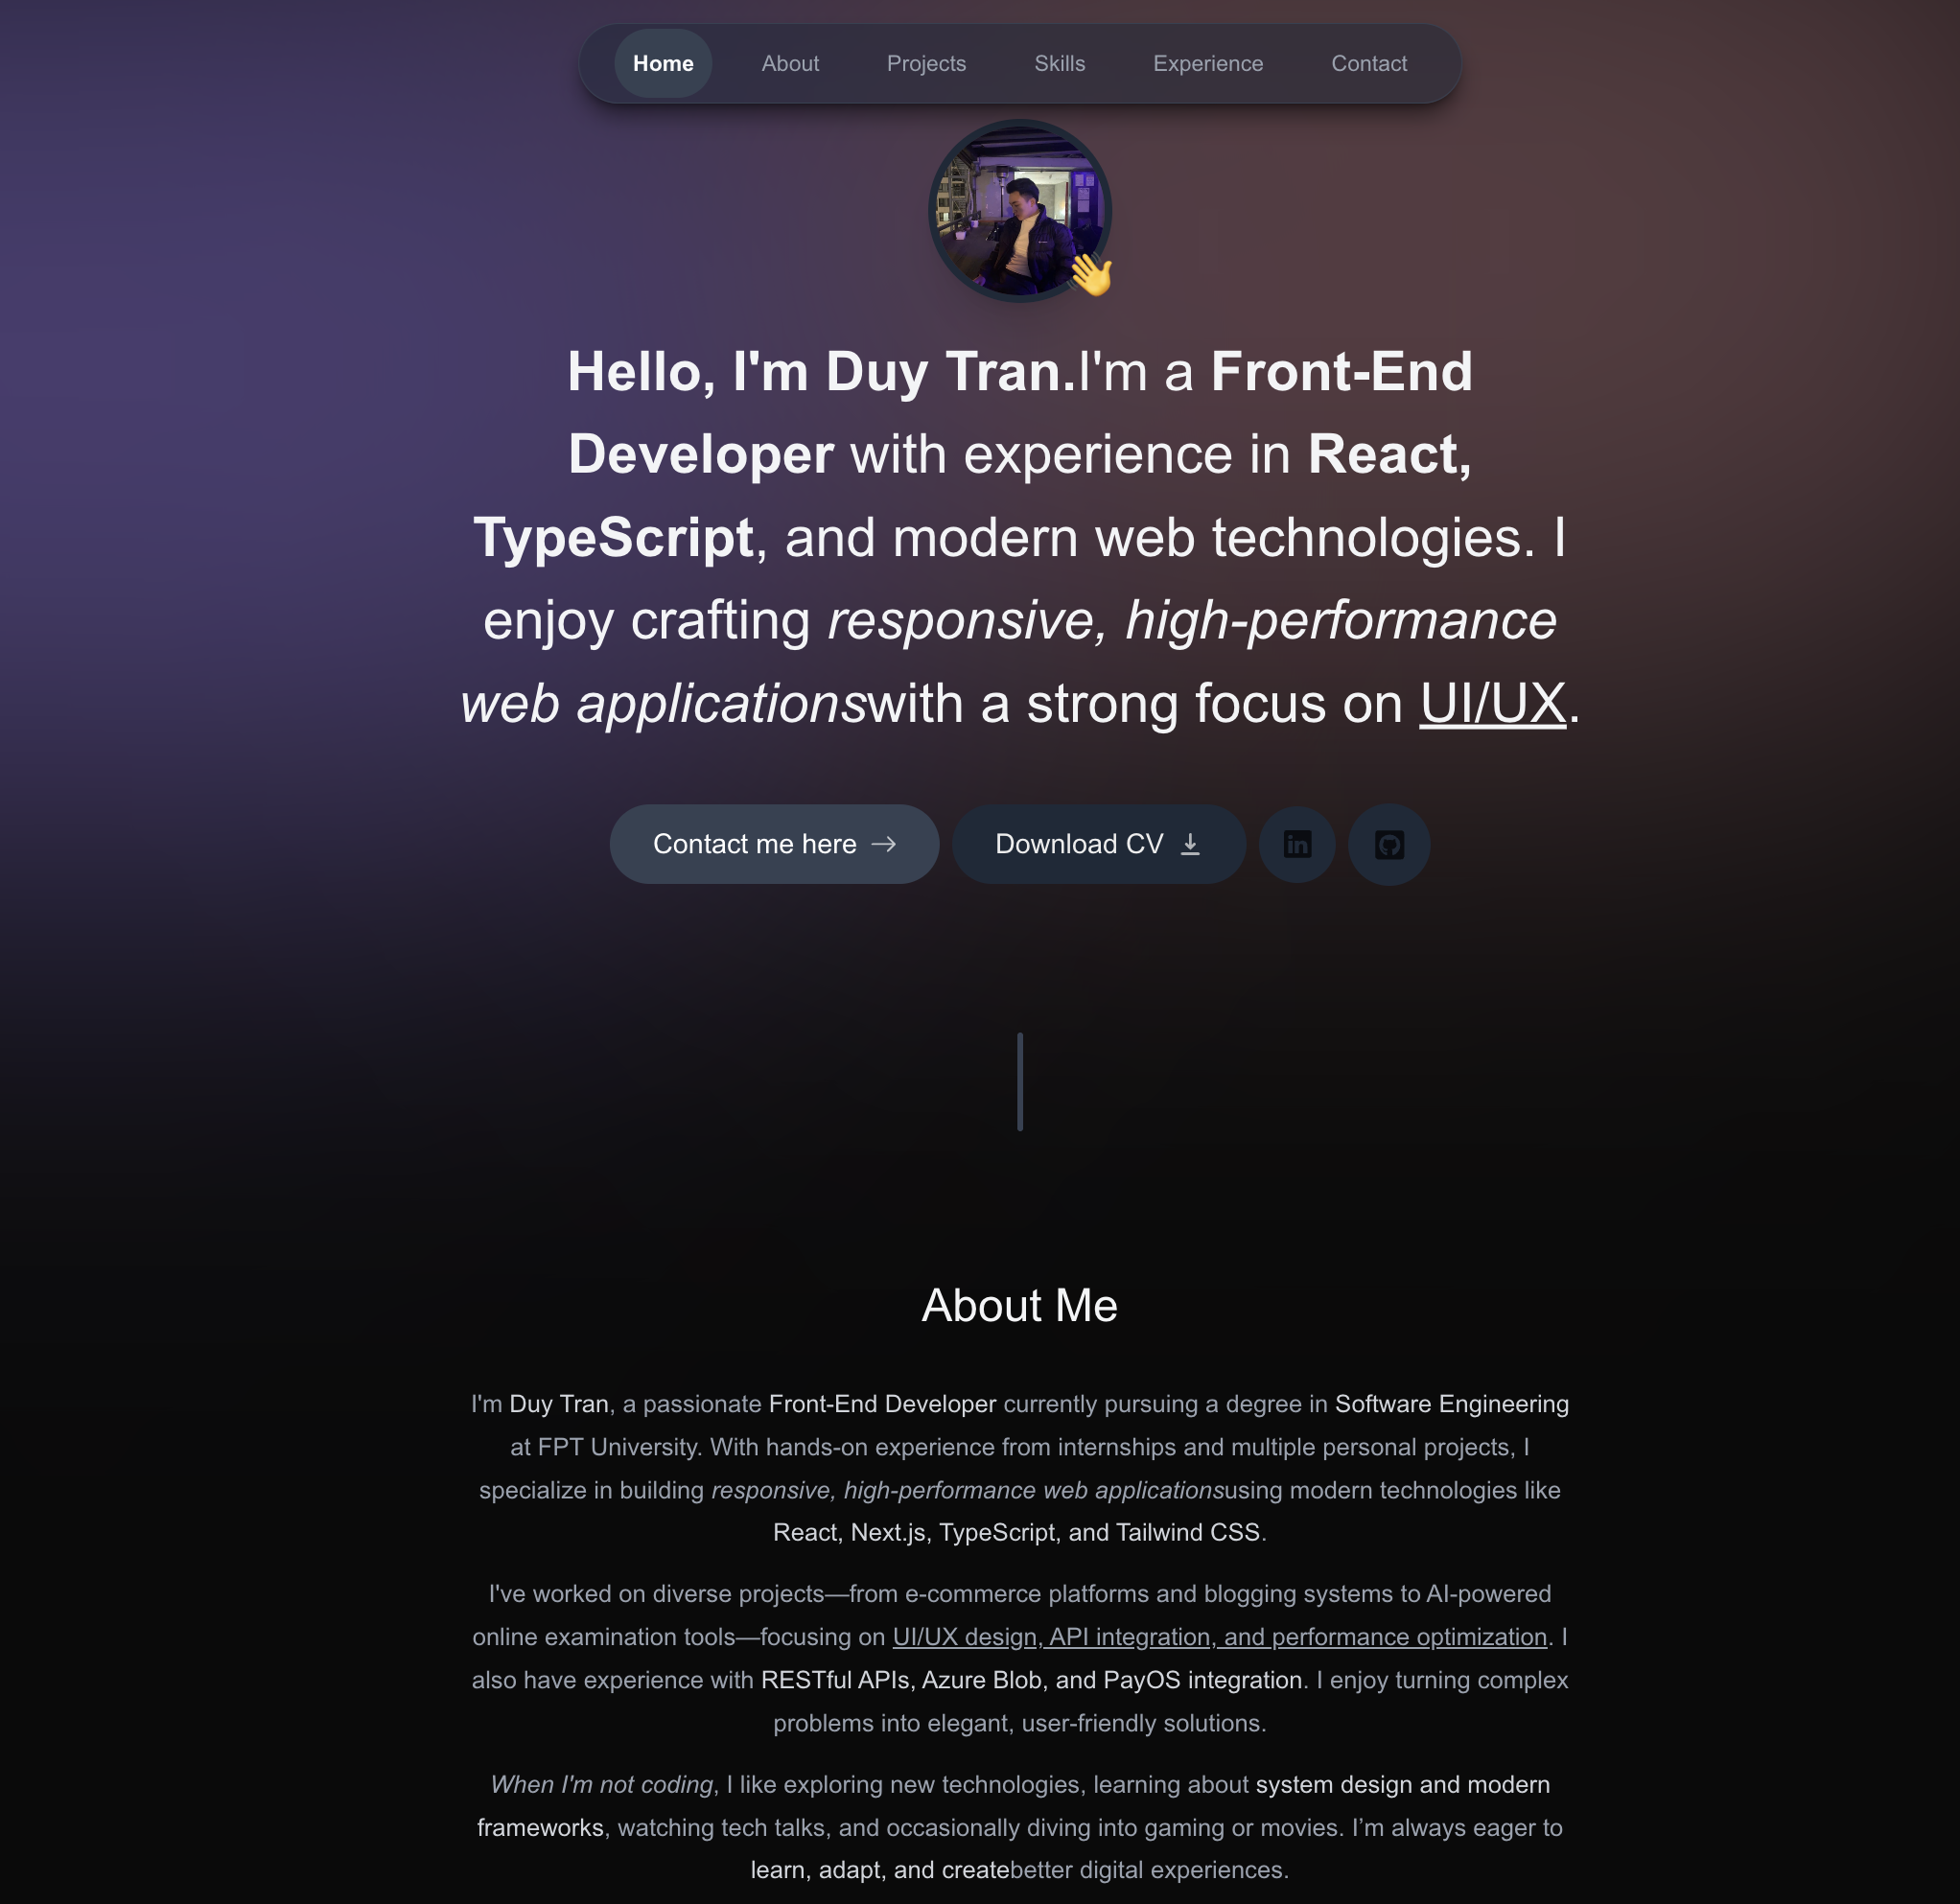 Home About Projects Skills Experience Contact
Hello, I'm Duy Tran.I'm a Front-End
Developer with experience in React,
TypeScript, and modern web technologies. I
enjoy crafting responsive, high-performance
web applicationswith a strong focus on UI/UX.
Contact me here Download CV in
About Me
I'm Duy Tran, a passionate Front-End Developer currently pursuing a degree in Software Engineering
at FPT University. With hands-on experience from internships and multiple personal projects, I
specialize in building responsive, high-performance web applicationsusing modern technologies like
React, Next.js, TypeScript, and Tailwind CSS.
I've worked on diverse projects—from e-commerce platforms and blogging systems to AI-powered
online examination tools—focusing on UI/UX design, API integration, and performance optimization. I
also have experience with RESTful APIs, Azure Blob, and PayOS integration. I enjoy turning complex
problems into elegant, user-friendly solutions.
When I'm not coding, I like exploring new technologies, learning about system design and modern
frameworks, watching tech talks, and occasionally diving into gaming or movies. I’m always eager to
learn, adapt, and createbetter digital experiences.